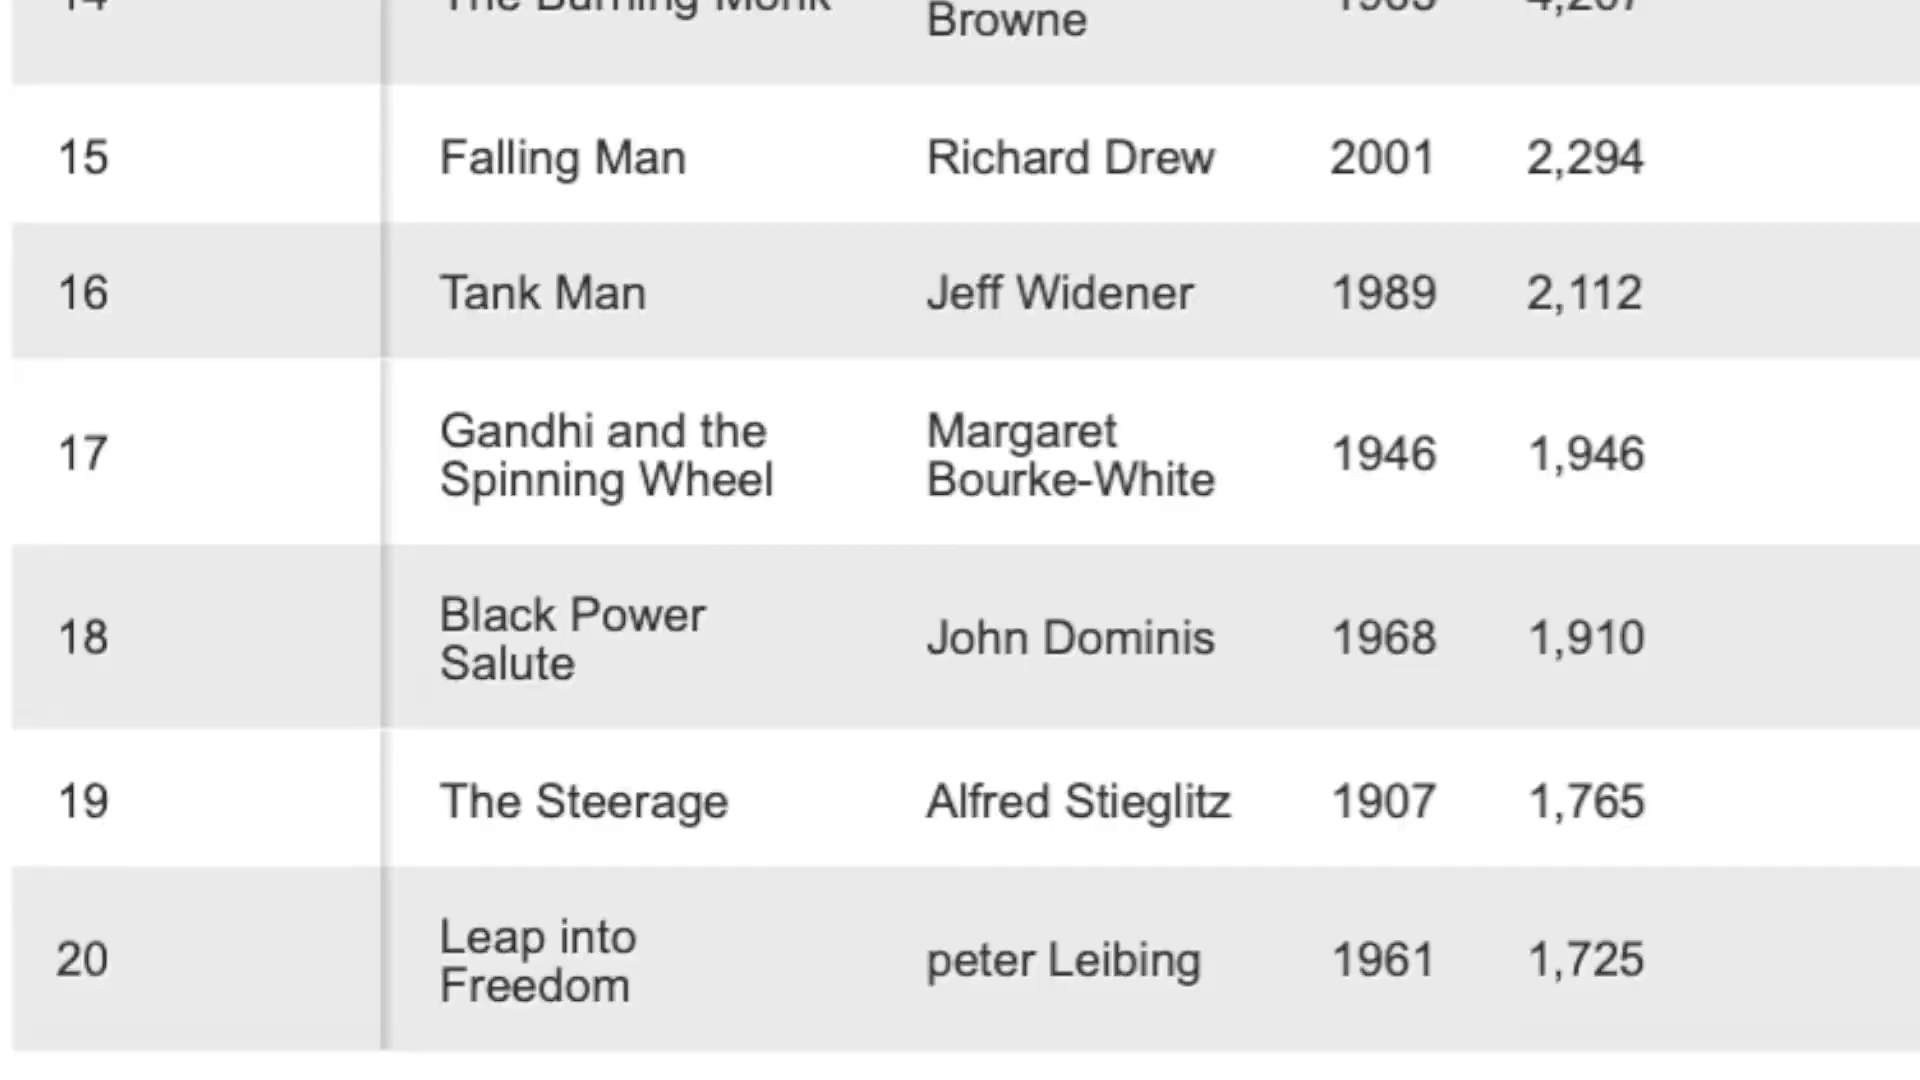 14 The Burning Monk Browne 1963 4,267
15 Falling Man Richard Drew 2001 2,294
16 Tank Man Jeff Widener 1989 2,112
17 Gandhi and the Spinning Wheel Margaret Bourke-White 1946 1,946
18 Black Power Salute John Dominis 1968 1,910
19 The Steerage Alfred Stieglitz 1907 1,765
20 Leap into Freedom peter Leibing 1961 1,725